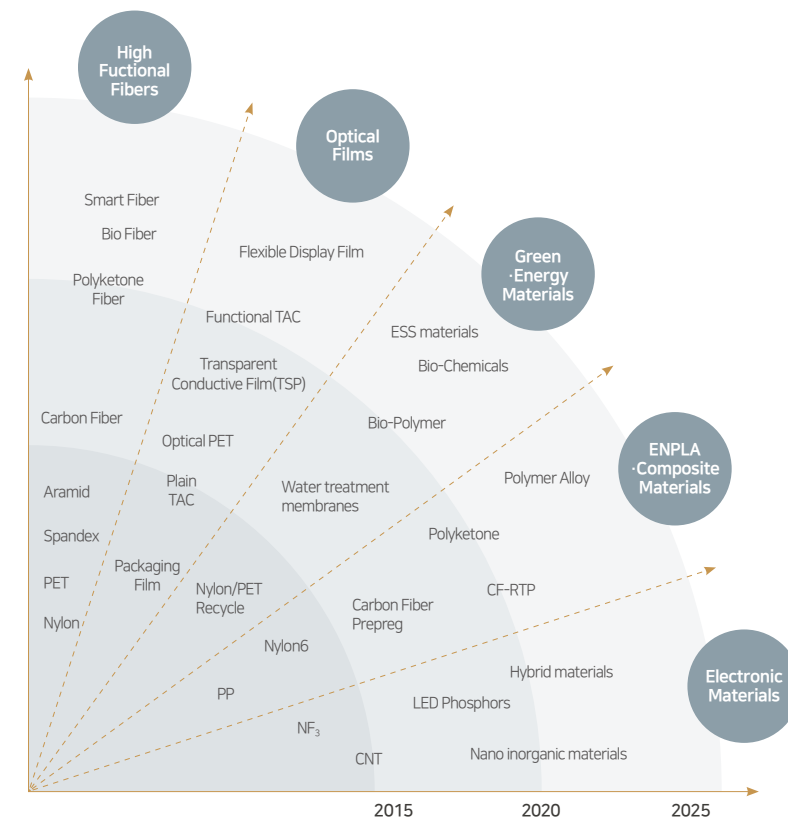 High
Fuctional
Fibers
Optical
Films
Green
·Energy
Materials
ENPLA
·Composite
Materials
Electronic
Materials
Smart Fiber
Bio Fiber
Polyketone
Fiber
Carbon Fiber
Aramid
Spandex
PET
Nylon
Flexible Display Film
Functional TAC
Transparent
Conductive Film(TSP)
Optical PET
Plain
TAC
Packaging
Film
ESS materials
Bio-Chemicals
Bio-Polymer
Water treatment
membranes
Nylon/PET
Recycle
Polymer Alloy
Polyketone
CF-RTP
Carbon Fiber
Prepreg
Nylon6
PP
Hybrid materials
LED Phosphors
NF₃
CNT
Nano inorganic materials
2015
2020
2025